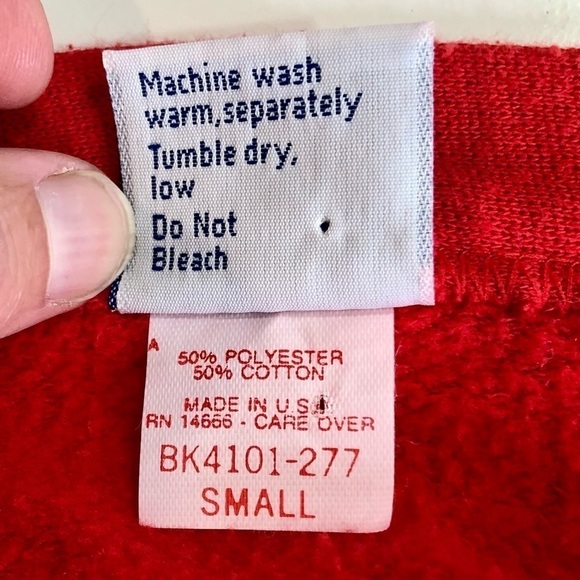 Machine wash
warm, separately
Tumble dry,
low
Do Not
Bleach
A
50% POLYESTER
50% COTTON
MADE IN U.S.A
RN 14666 - CARE OVER
BK4101-277
SMALL